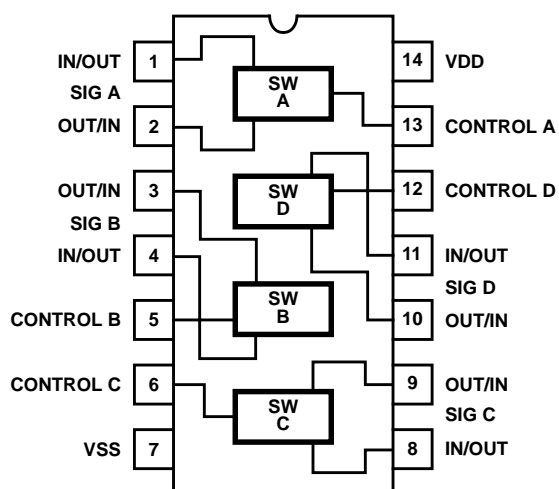 IN/OUT 1
SIG A
OUT/IN 2
OUT/IN 3
SIG B
IN/OUT 4
CONTROL B 5
CONTROL C 6
VSS 7
SW
A
SW
D
SW
B
SW
C
14 VDD
13 CONTROL A
12 CONTROL D
11 IN/OUT
SIG D
10 OUT/IN
9 OUT/IN
SIG C
8 IN/OUT